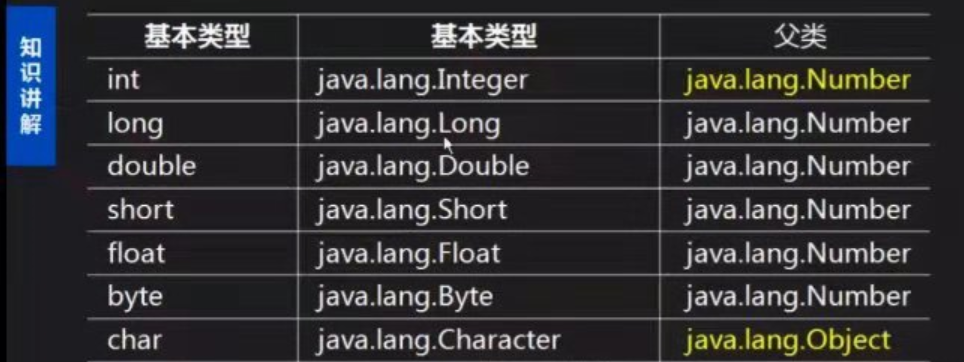 知识讲解
基本类型 基本类型 父类
int java.lang.Integer java.lang.Number
long java.lang.Long java.lang.Number
double java.lang.Double java.lang.Number
short java.lang.Short java.lang.Number
float java.lang.Float java.lang.Number
byte java.lang.Byte java.lang.Number
char java.lang.Character java.lang.Object